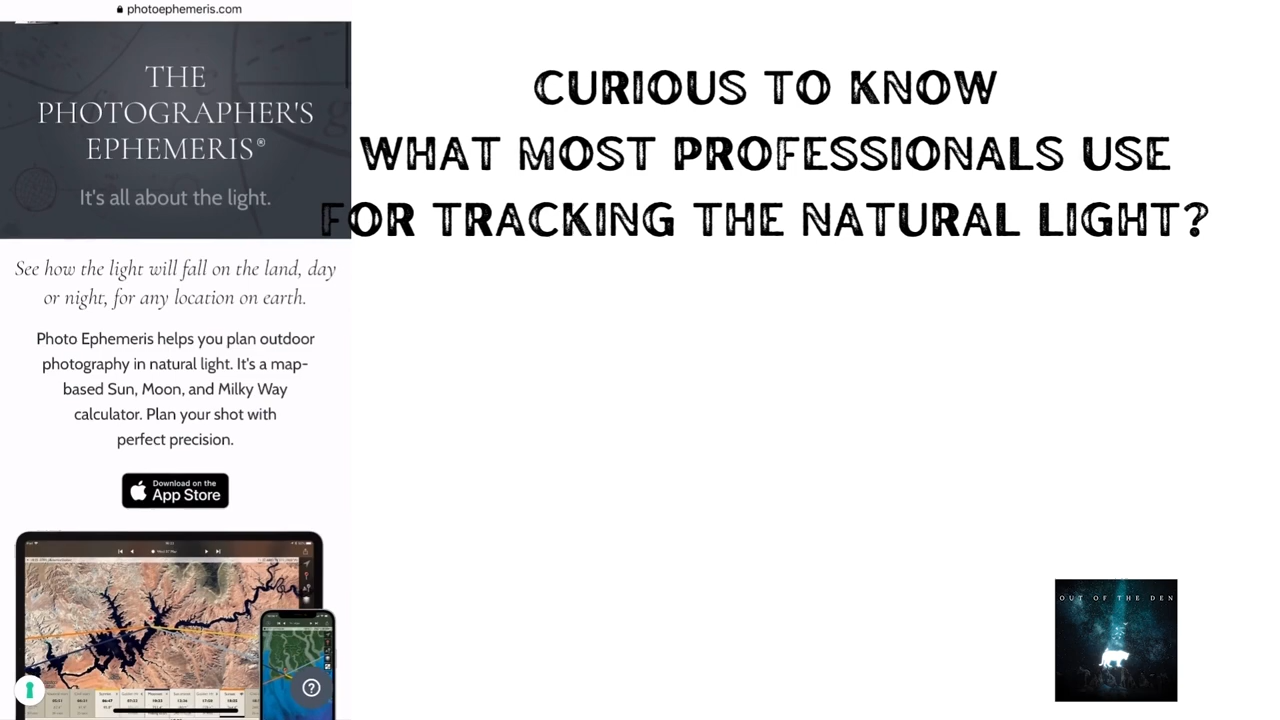 photoephemeris.com
THE
PHOTOGRAPHER'S
EPHEMERIS®
It's all about the light.
See how the light will fall on the land, day
or night, for any location on earth.
Photo Ephemeris helps you plan outdoor
photography in natural light. It's a map-
based Sun, Moon, and Milky Way
calculator. Plan your shot with
perfect precision.
Download on the
App Store
CURIOUS TO KNOW
WHAT MOST PROFESSIONALS USE
FOR TRACKING THE NATURAL LIGHT?
OUT OF THE DEN